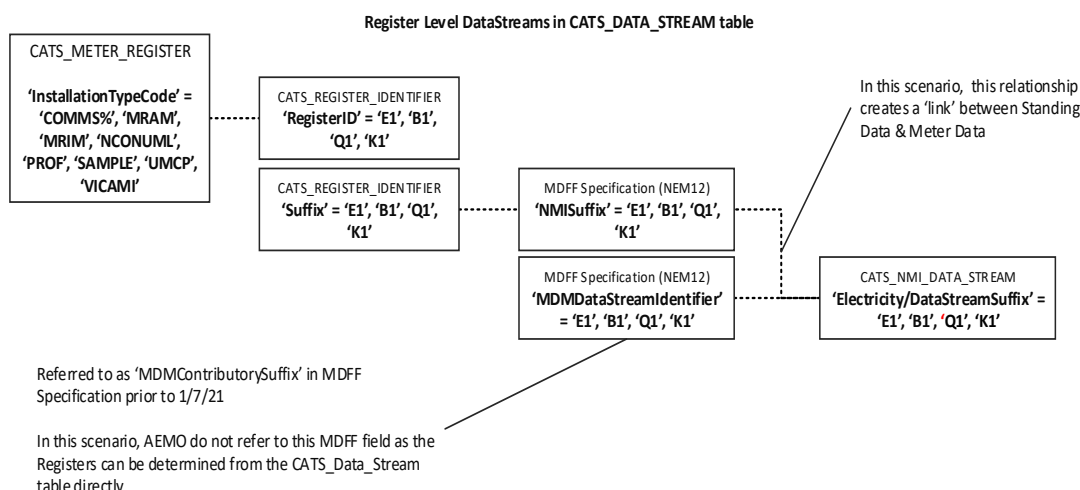 Register Level DataStreams in CATS_DATA_STREAM table
CATS_METER_REGISTER
‘InstallationTypeCode’ =
‘COMMS%’, ‘MRAM’,
‘MRIM’, ‘NCONUML’,
‘PROF’, ‘SAMPLE’, ‘UMCP’,
‘VICAMI’
CATS_REGISTER_IDENTIFIER
‘RegisterID’ = ‘E1’, ‘B1’,
‘Q1’, ‘K1’
CATS_REGISTER_IDENTIFIER
‘Suffix’ = ‘E1’, ‘B1’, ‘Q1’,
‘K1’
MDFF Specification (NEM12)
‘NMISuffix’ = ‘E1’, ‘B1’, ‘Q1’,
‘K1’
MDFF Specification (NEM12)
‘MDMDataStreamIdentifier’
= ‘E1’, ‘B1’, ‘Q1’, ‘K1’
In this scenario, this relationship
creates a ‘link’ between Standing
Data & Meter Data
CATS_NMI_DATA_STREAM
‘Electricity/DataStreamSuffix’ =
‘E1’, ‘B1’, ‘Q1’, ‘K1’
Referred to as ‘MDMContributorySuffix’ in MDFF
Specification prior to 1/7/21
In this scenario, AEMO do not refer to this MDFF field as the
Registers can be determined from the CATS_Data_Stream
table directly